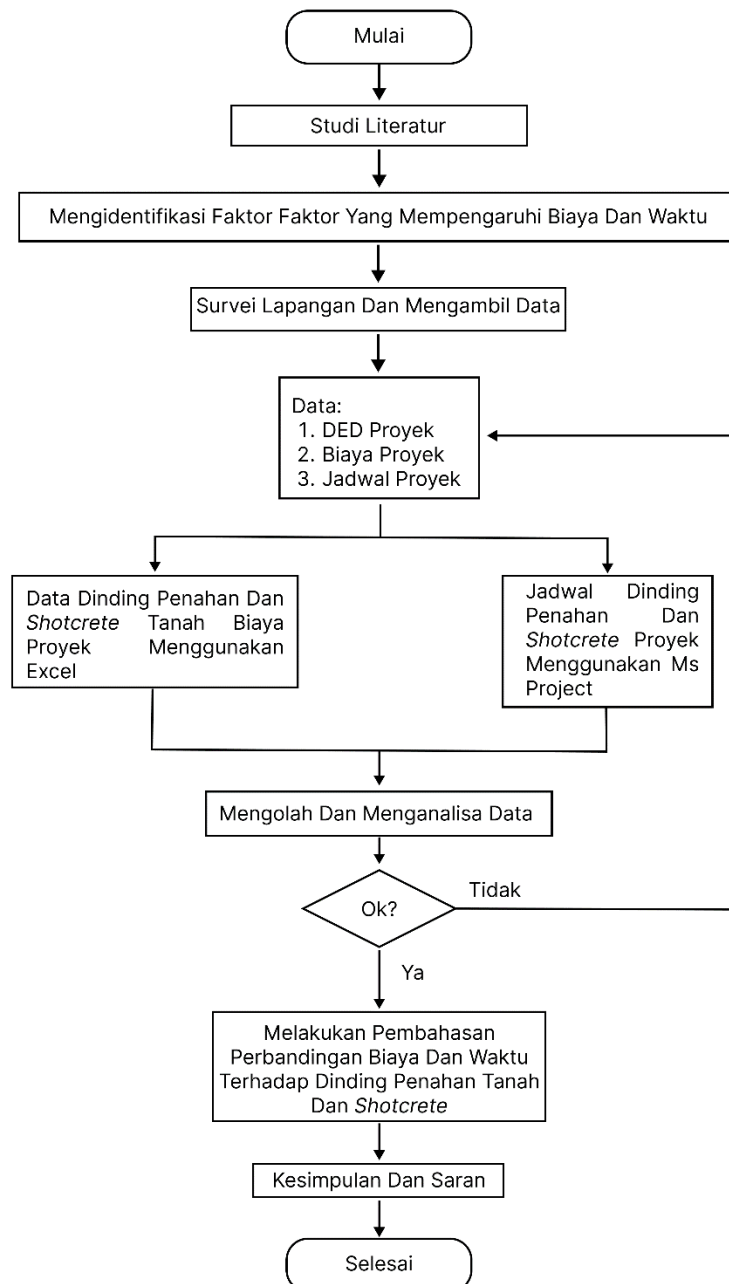 Mulai
Studi Literatur
Mengidentifikasi Faktor Faktor Yang Mempengaruhi Biaya Dan Waktu
Survei Lapangan Dan Mengambil Data
Data:
1. DED Proyek
2. Biaya Proyek
3. Jadwal Proyek
Data Dinding Penahan Dan
Shotcrete Tanah Biaya
Proyek Menggunakan
Excel
Jadwal Dinding
Penahan Dan
Shotcrete Proyek
Menggunakan Ms
Project
Mengolah Dan Menganalisa Data
Ok?
Tidak
Ya
Melakukan Pembahasan
Perbandingan Biaya Dan Waktu
Terhadap Dinding Penahan Tanah
Dan Shotcrete
Kesimpulan Dan Saran
Selesai